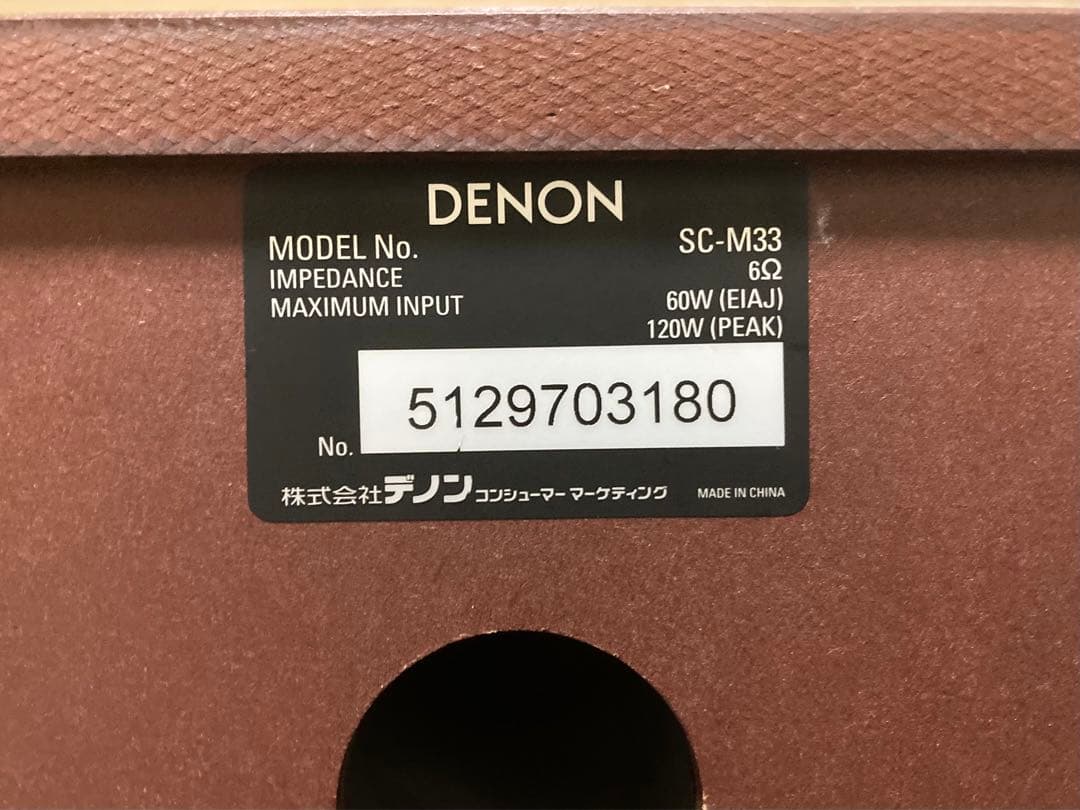 DENON
MODEL No. SC-M33
IMPEDANCE 6Ω
MAXIMUM INPUT 60W (EIAJ)
120W (PEAK)
No. 5129703180
株式会社デノン コンシューマー マーケティング MADE IN CHINA